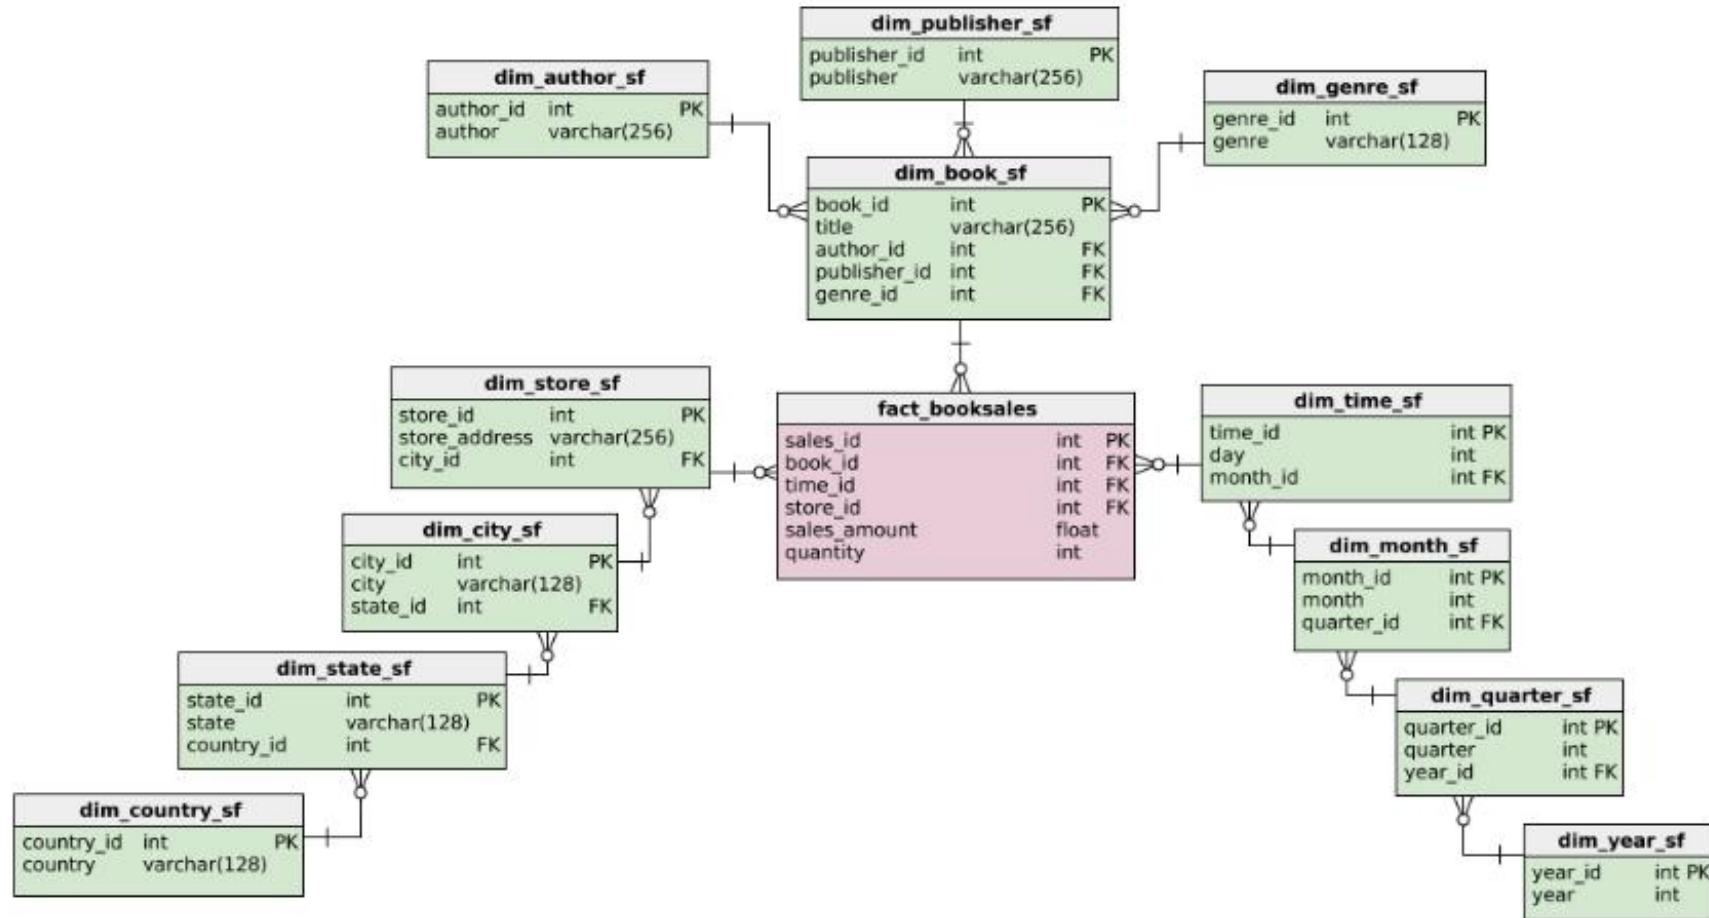 dim_publisher_sf
publisher_id int PK
publisher varchar(256)
dim_author_sf
author_id int PK
author varchar(256)
dim_genre_sf
genre_id int PK
genre varchar(128)
dim_book_sf
book_id int PK
title varchar(256)
author_id int FK
publisher_id int FK
genre_id int FK
dim_store_sf
store_id int PK
store_address varchar(256)
city_id int FK
fact_booksales
sales_id int PK
book_id int FK
time_id int FK
store_id int FK
sales_amount float
quantity int
dim_time_sf
time_id int PK
day int
month_id int FK
dim_city_sf
city_id int PK
city varchar(128)
state_id int FK
dim_month_sf
month_id int PK
month int
quarter_id int FK
dim_state_sf
state_id int PK
state varchar(128)
country_id int FK
dim_quarter_sf
quarter_id int PK
quarter int
year_id int FK
dim_country_sf
country_id int PK
country varchar(128)
dim_year_sf
year_id int PK
year int